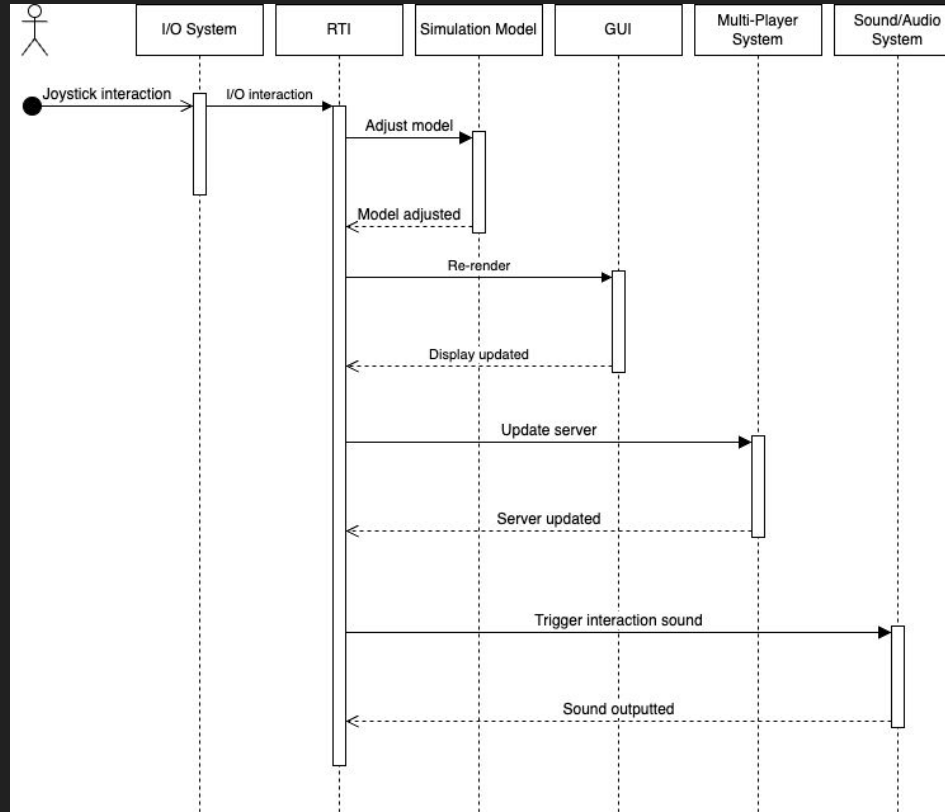 I/O System
RTI
Simulation Model
GUI
Multi-Player
System
Sound/Audio
System
Joystick interaction
I/O interaction
Adjust model
Model adjusted
Re-render
Display updated
Update server
Server updated
Trigger interaction sound
Sound outputted